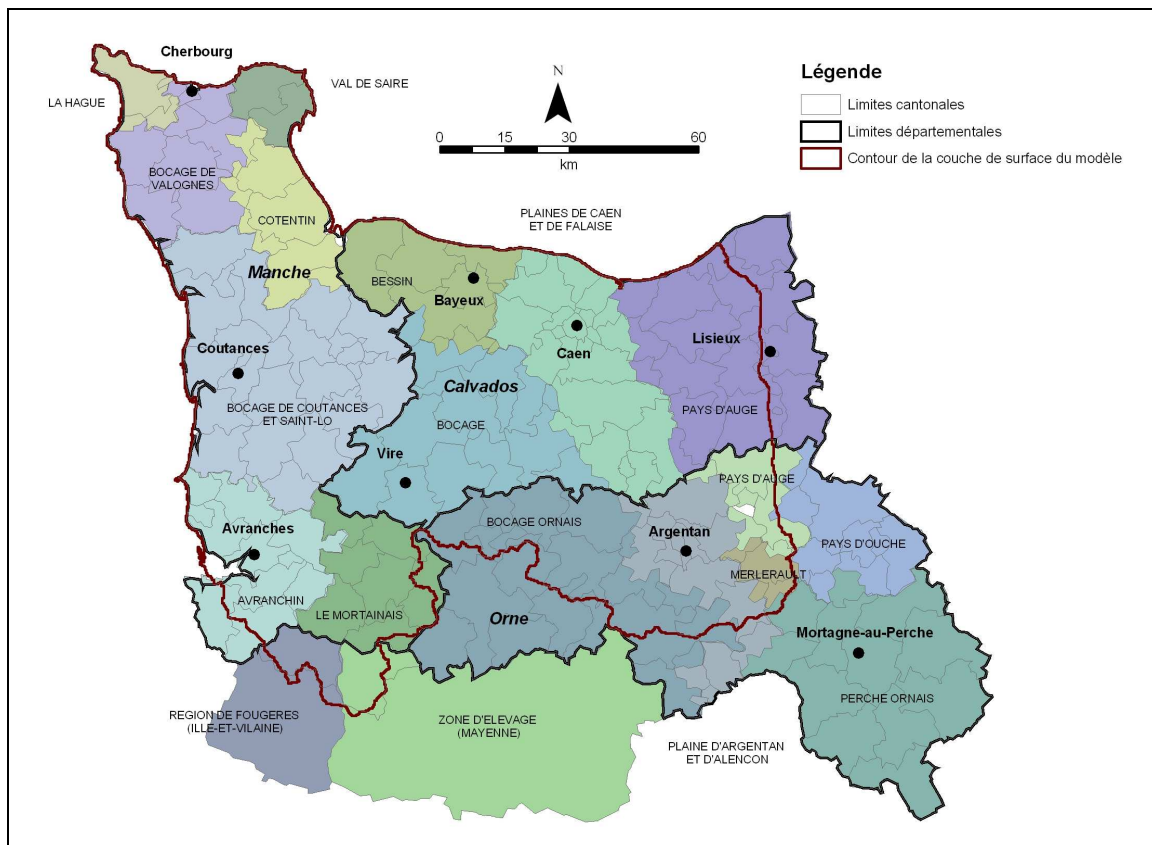 Cherbourg
VAL DE SAIRE
LA HAGUE
N
0 15 30 60
km
Légende
Limites cantonales
Limites départementales
Contour de la couche de surface du modèle
BOCAGE DE
VALOGNES
COTENTIN
PLAINES DE CAEN
ET DE FALAISE
Manche
BESSIN
Bayeux
Coutances
Caen
Lisieux
Calvados
BOCAGE DE COUTANCES
ET SAINT-LO
BOCAGE
PAYS D'AUGE
Vire
PAYS D'AUGE
Avranches
BOCAGE ORNAIS
Argentan
PAYS D'OUCHE
MERLERAULT
AVRANCHIN
LE MORTAINAIS
Orne
Mortagne-au-Perche
PERCHE ORNAIS
REGION DE FOUGERES
(ILLE-ET-VILAINE)
ZONE D'ELEVAGE
(MAYENNE)
PLAINE D'ARGENTAN
ET D'ALENCON